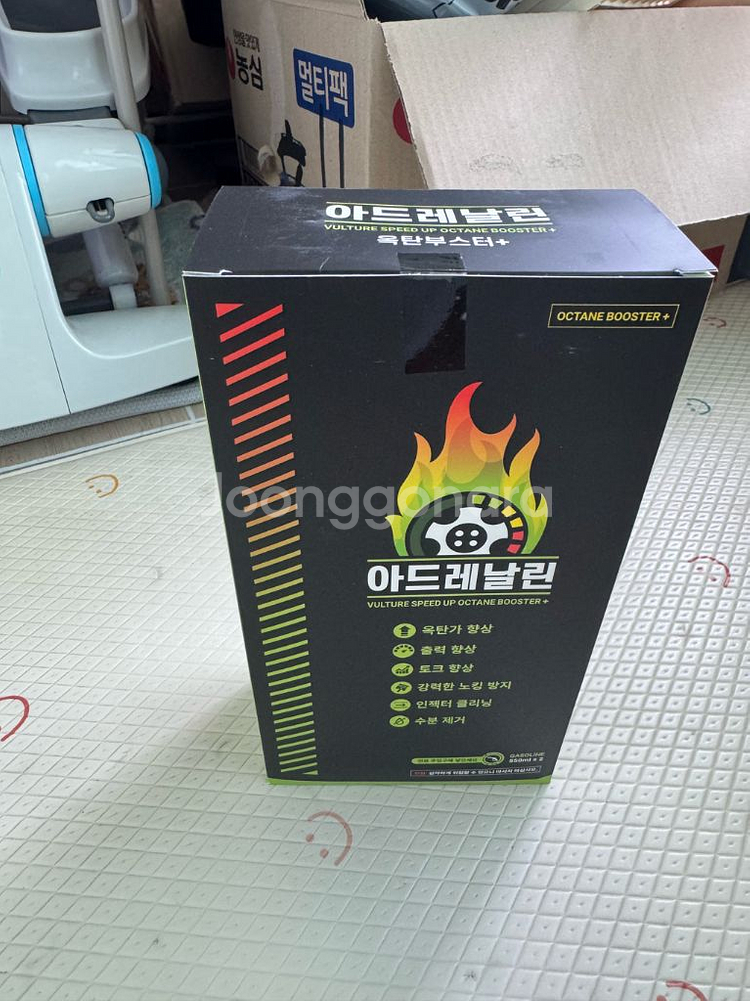 농심
멀티팩
아드레날린
VULTURE SPEED UP OCTANE BOOSTER +
옥탄부스터+
OCTANE BOOSTER +
joonggonara
아드레날린
VULTURE SPEED UP OCTANE BOOSTER +
옥탄가 향상
출력 향상
토크 향상
강력한 노킹 방지
인젝터 클리닝
수분 제거
GASOLINE
550ml x 2